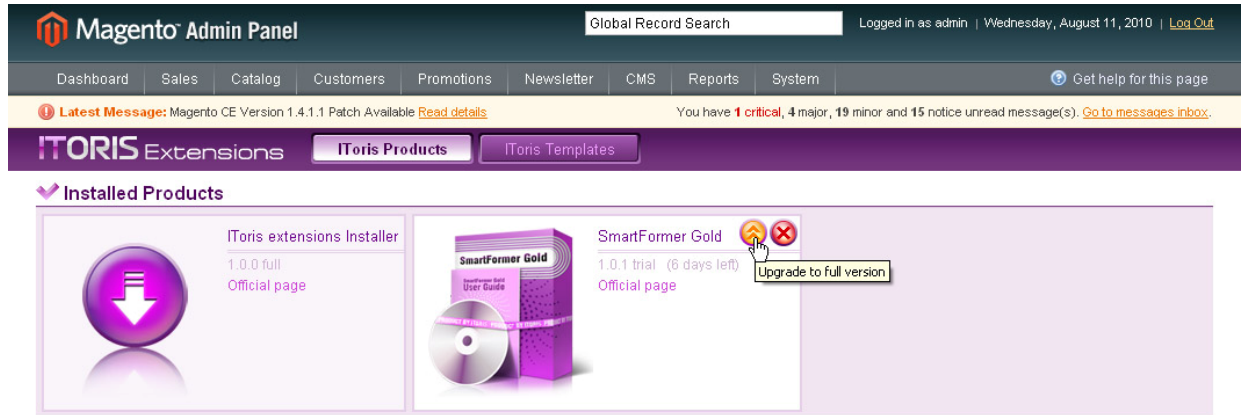 Magento Admin Panel
Global Record Search
Logged in as admin | Wednesday, August 11, 2010 | Log Out
Dashboard Sales Catalog Customers Promotions Newsletter CMS Reports System Get help for this page
Latest Message: Magento CE Version 1.4.1.1 Patch Available Read details You have 1 critical, 4 major, 19 minor and 15 notice unread message(s). Go to messages inbox.
ITORIS Extensions IToris Products IToris Templates
Installed Products
IToris extensions Installer
1.0.0 full
Official page
SmartFormer Gold
SmartFormer Gold
User Guide
SmartFormer Gold
1.0.1 trial (6 days left)
Official page
Upgrade to full version